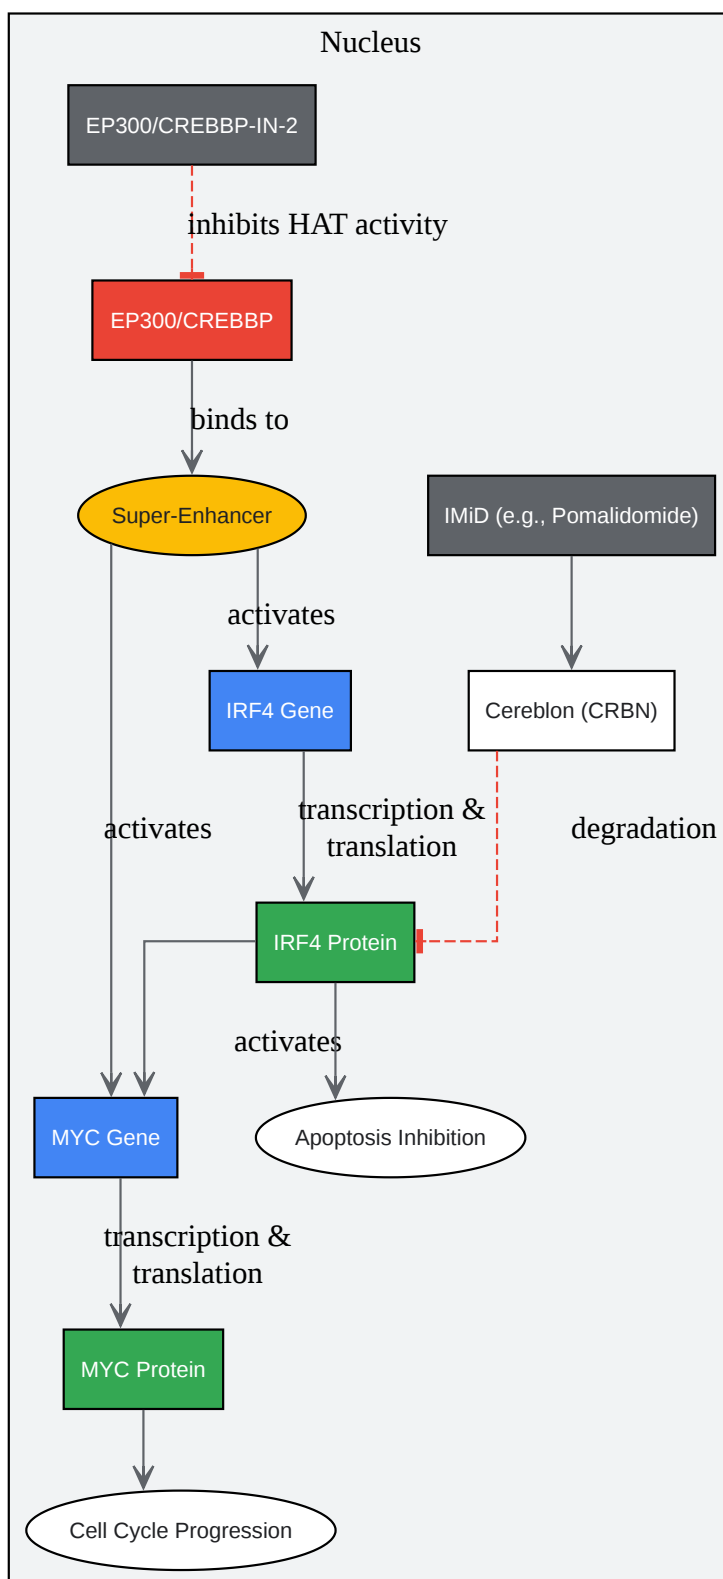 Nucleus
EP300/CREBBP-IN-2
inhibits HAT activity
EP300/CREBBP
binds to
Super-Enhancer
IMiD (e.g., Pomalidomide)
activates
IRF4 Gene
Cereblon (CRBN)
activates
transcription &
translation
degradation
IRF4 Protein
activates
MYC Gene
Apoptosis Inhibition
transcription &
translation
MYC Protein
Cell Cycle Progression